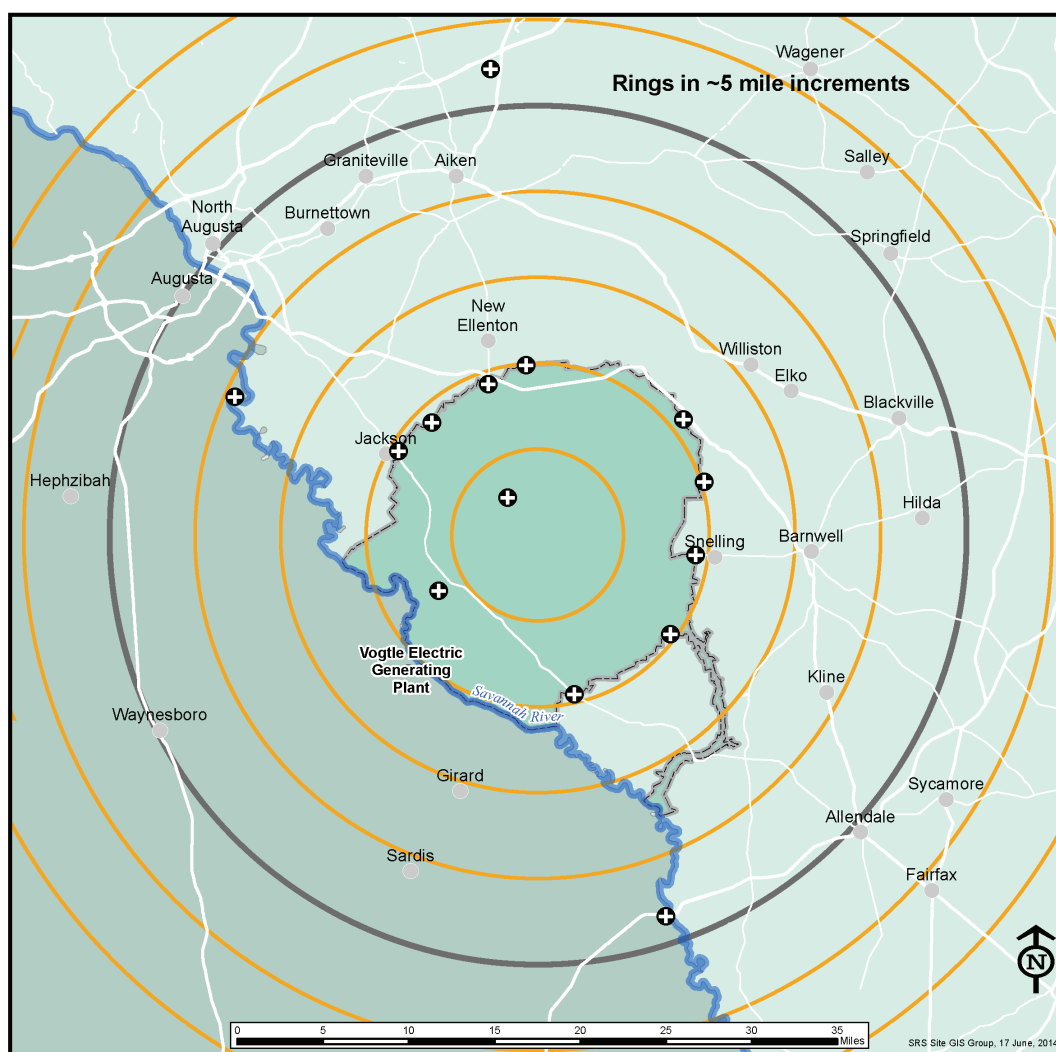 Wagener
Rings in ~5 mile increments
Graniteville
Aiken
Salley
North
Augusta
Burnettown
Springfield
Augusta
New
Ellenton
Williston
Elko
Blackville
Jackson
Hephzibah
Hilda
Snelling
Barnwell
Vogtle Electric
Generating
Plant
Kline
Savannah River
Waynesboro
Girard
Sycamore
Allendale
Sardis
Fairfax
N
0
5
10
15
20
25
30
35
Miles
SRS Site GIS Group, 17 June, 2014